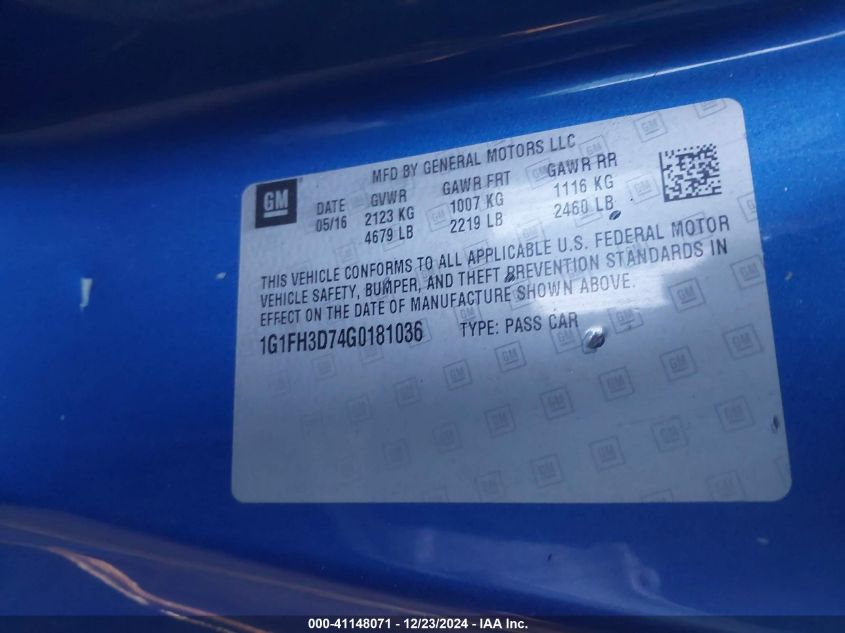 MFD BY GENERAL MOTORS LLC
GM
DATE GVWR GAWR FRT GAWR RR
05/16 2123 KG 1007 KG 1116 KG
4679 LB 2219 LB 2460 LB
THIS VEHICLE CONFORMS TO ALL APPLICABLE U.S. FEDERAL MOTOR
VEHICLE SAFETY, BUMPER, AND THEFT PREVENTION STANDARDS IN
EFFECT ON THE DATE OF MANUFACTURE SHOWN ABOVE.
1G1FH3D74G0181036 TYPE: PASS CAR
000-41148071 - 12/23/2024 - IAA Inc.